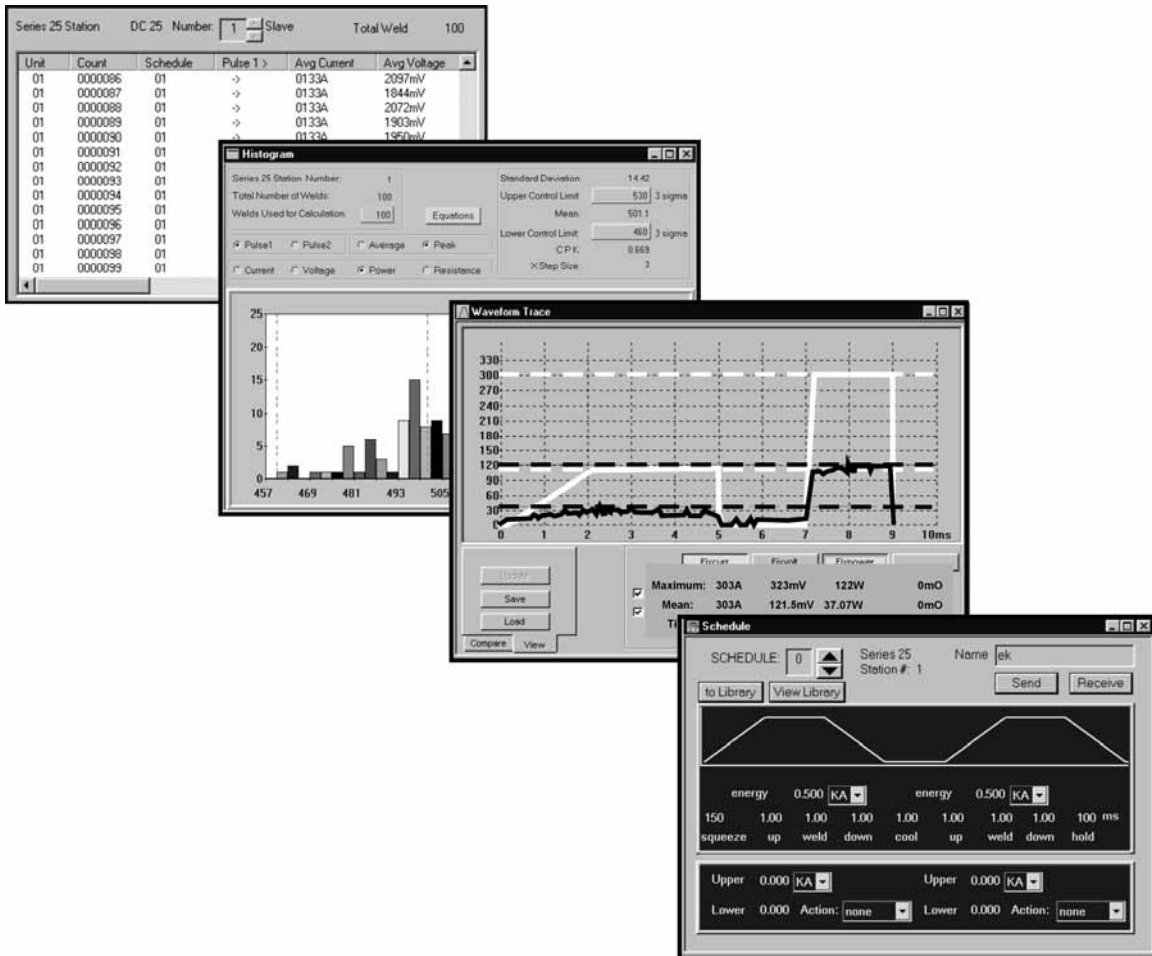 Series 25 Station DC 25 Number: 1 Slave Total Weld 100
Unit Count Schedule Pulse 1 > Avg Current Avg Voltage
01 0000086 01 -> 0133A 2097mV
01 0000087 01 -> 0133A 1844mV
01 0000088 01 -> 0133A 2072mV
01 0000089 01 -> 0133A 1903mV
01 0000090 01 -> 0133A 1950mV
01 0000091 01
01 0000092 01
01 0000093 01
01 0000094 01
01 0000095 01
01 0000096 01
01 0000097 01
01 0000098 01
01 0000099 01
Histogram
Series 25 Station Number: 1
Total Number of Welds: 100
Welds Used for Calculation: 100
Equations
Pulse1 Pulse2 Average Peak
Current Voltage Power Resistance
Standard Deviation: 14.42
Upper Control Limit 530 3 sigma
Mean 501.1
Lower Control Limit: 460 3 sigma
C P K 0.669
X Step Size 3
25
20
15
10
5
0
457 469 481 493 505
Waveform Trace
330
300
270
240
210
180
150
120
90
60
30
0
0 1 2 3 4 5 6 7 8 9 10ms
Update
Save
Load
Compare View
Maximum: 303A 323mV 122W 0mO
Mean: 303A 121.5mV 37.07W 0mO
Schedule
SCHEDULE: 0 Series 25 Station #: 1 Name ek
Send Receive
to Library View Library
energy 0.500 KA energy 0.500 KA
150 1.00 1.00 1.00 1.00 1.00 1.00 1.00 100 ms
squeeze up weld down cool up weld down hold
Upper 0.000 KA Upper 0.000 KA
Lower 0.000 Action: none Lower 0.000 Action: none